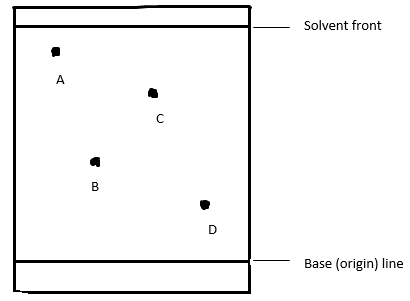 Solvent front
A
C
B
D
Base (origin) line